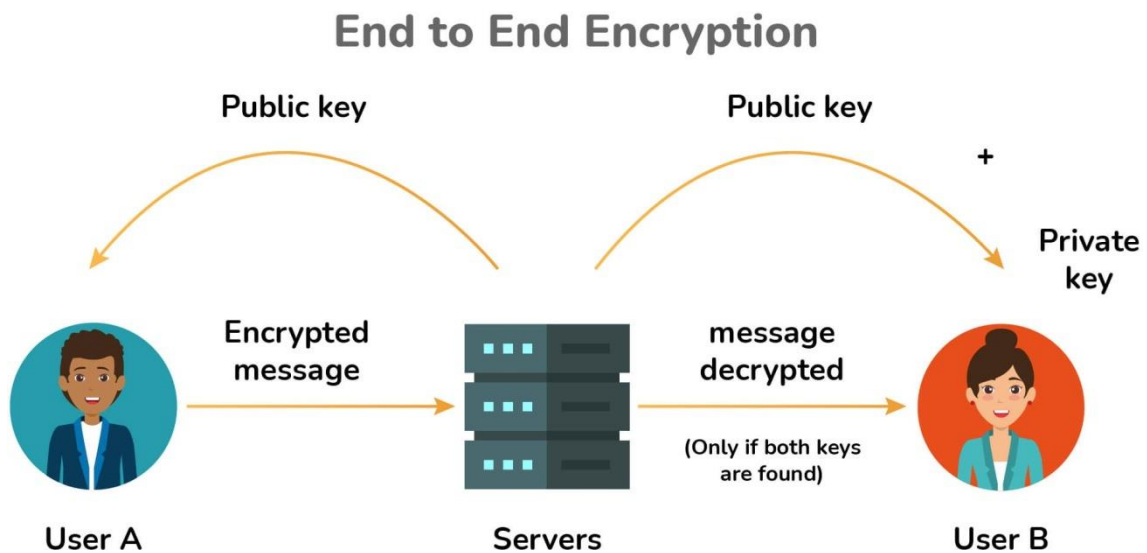 End to End Encryption
Public key
Public key
+
Private
key
Encrypted
message
message
decrypted
(Only if both keys
are found)
User A
Servers
User B